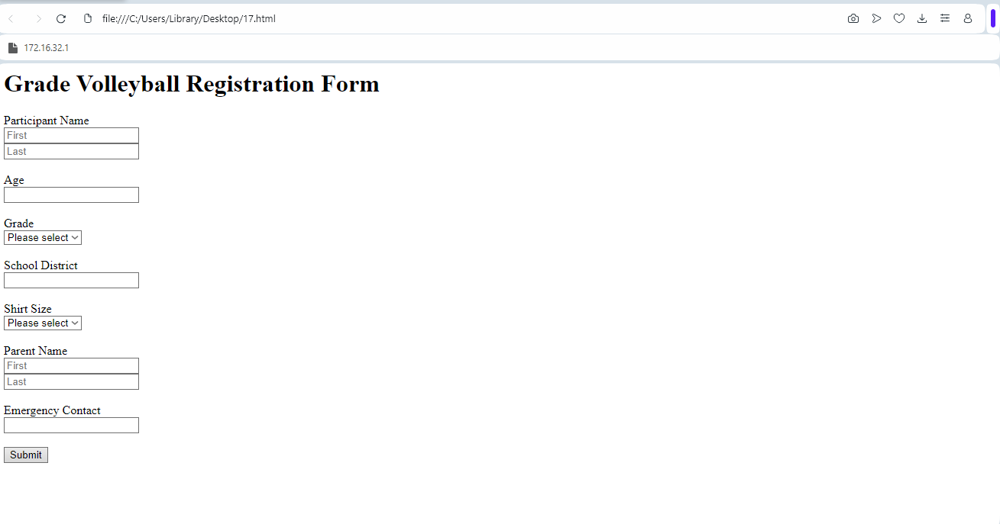 file:///C:/Users/Library/Desktop/17.html
172.16.32.1
Grade Volleyball Registration Form
Participant Name
First
Last
Age
Grade
Please select
School District
Shirt Size
Please select
Parent Name
First
Last
Emergency Contact
Submit